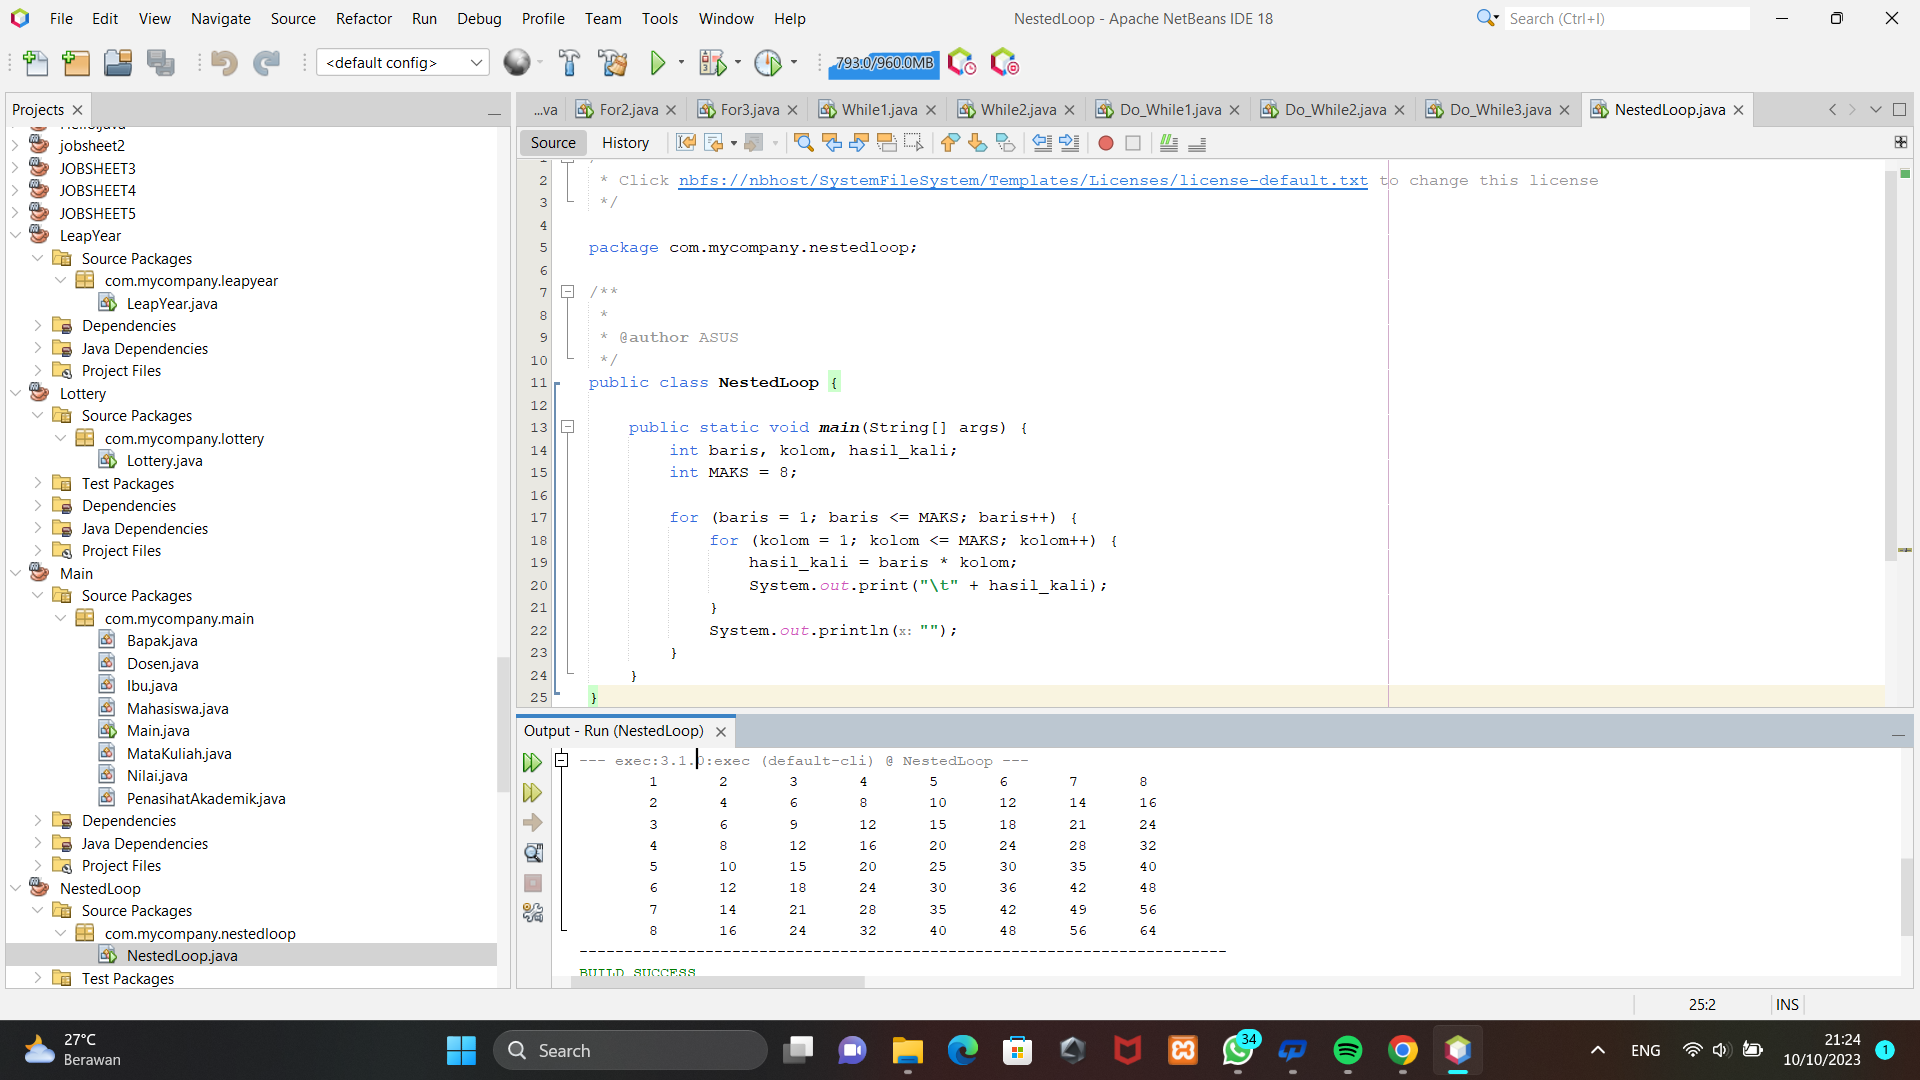 File Edit View Navigate Source Refactor Run Debug Profile Team Tools Window Help
NestedLoop - Apache NetBeans IDE 18
Search (Ctrl+I)
<default config>
793.0/960.0MB
Projects
Hello.java
jobsheet2
JOBSHEET3
JOBSHEET4
JOBSHEET5
LeapYear
Source Packages
com.mycompany.leapyear
LeapYear.java
Dependencies
Java Dependencies
Project Files
Lottery
Source Packages
com.mycompany.lottery
Lottery.java
Test Packages
Dependencies
Java Dependencies
Project Files
Main
Source Packages
com.mycompany.main
Bapak.java
Dosen.java
Ibu.java
Mahasiswa.java
Main.java
MataKuliah.java
Nilai.java
PenasihatAkademik.java
Dependencies
Java Dependencies
Project Files
NestedLoop
Source Packages
com.mycompany.nestedloop
NestedLoop.java
Test Packages
...va For2.java For3.java While1.java While2.java Do_While1.java Do_While2.java Do_While3.java NestedLoop.java
Source History
2 * Click nbfs://nbhost/SystemFileSystem/Templates/Licenses/license-default.txt to change this license
3 */
4
5 package com.mycompany.nestedloop;
6
7 /**
8 *
9 * @author ASUS
10 */
11 public class NestedLoop {
12
13 public static void main(String[] args) {
14 int baris, kolom, hasil_kali;
15 int MAKS = 8;
16
17 for (baris = 1; baris <= MAKS; baris++) {
18 for (kolom = 1; kolom <= MAKS; kolom++) {
19 hasil_kali = baris * kolom;
20 System.out.print("\t" + hasil_kali);
21 }
22 System.out.println(x: "");
23 }
24 }
25 }
Output - Run (NestedLoop)
--- exec:3.1.0:exec (default-cli) @ NestedLoop ---
1 2 3 4 5 6 7 8
2 4 6 8 10 12 14 16
3 6 9 12 15 18 21 24
4 8 12 16 20 24 28 32
5 10 15 20 25 30 35 40
6 12 18 24 30 36 42 48
7 14 21 28 35 42 49 56
8 16 24 32 40 48 56 64
------------------------------------------------------------------------
BUILD SUCCESS
25:2 INS
27°C
Berawan
Search
34
ENG
21:24
10/10/2023
1